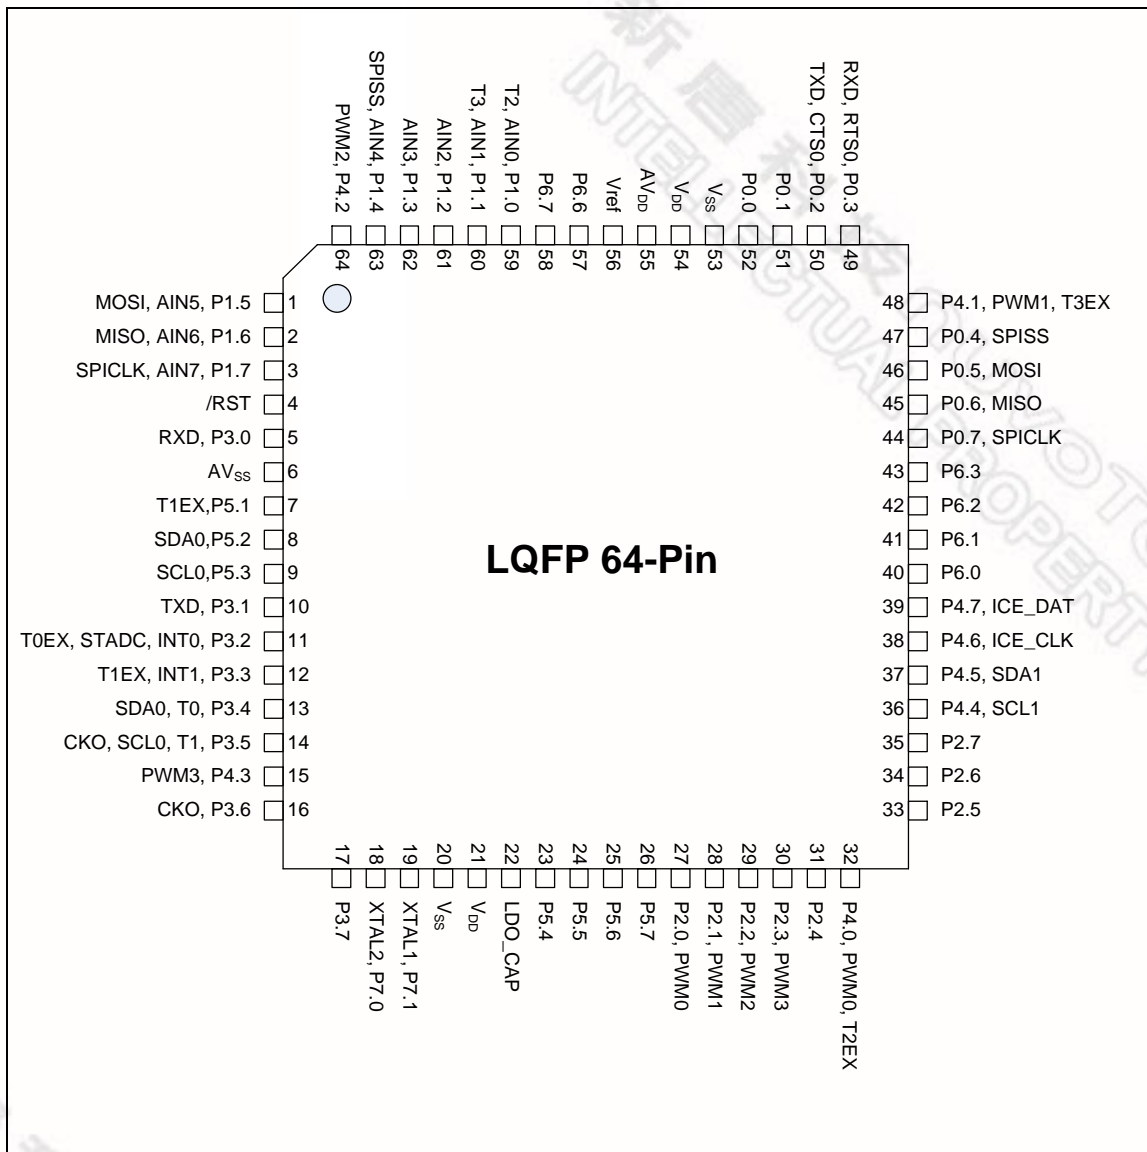 新唐科技 NUVOTO
INTELLECTUAL PROPERTY
PWM2, P4.2
SPISS, AIN4, P1.4
AIN3, P1.3
AIN2, P1.2
T3, AIN1, P1.1
T2, AIN0, P1.0
P6.7
P6.6
Vref
AVDD
VDD
VSS
P0.0
P0.1
TXD, CTS0, P0.2
RXD, RTS0, P0.3
64 63 62 61 60 59 58 57 56 55 54 53 52 51 50 49
MOSI, AIN5, P1.5 1
MISO, AIN6, P1.6 2
SPICLK, AIN7, P1.7 3
/RST 4
RXD, P3.0 5
AVSS 6
T1EX,P5.1 7
SDA0,P5.2 8
SCL0,P5.3 9
TXD, P3.1 10
T0EX, STADC, INT0, P3.2 11
T1EX, INT1, P3.3 12
SDA0, T0, P3.4 13
CKO, SCL0, T1, P3.5 14
PWM3, P4.3 15
CKO, P3.6 16
LQFP 64-Pin
48 P4.1, PWM1, T3EX
47 P0.4, SPISS
46 P0.5, MOSI
45 P0.6, MISO
44 P0.7, SPICLK
43 P6.3
42 P6.2
41 P6.1
40 P6.0
39 P4.7, ICE_DAT
38 P4.6, ICE_CLK
37 P4.5, SDA1
36 P4.4, SCL1
35 P2.7
34 P2.6
33 P2.5
17 18 19 20 21 22 23 24 25 26 27 28 29 30 31 32
P3.7
XTAL2, P7.0
XTAL1, P7.1
VSS
VDD
LDO_CAP
P5.4
P5.5
P5.6
P5.7
P2.0, PWM0
P2.1, PWM1
P2.2, PWM2
P2.3, PWM3
P2.4
P4.0, PWM0, T2EX